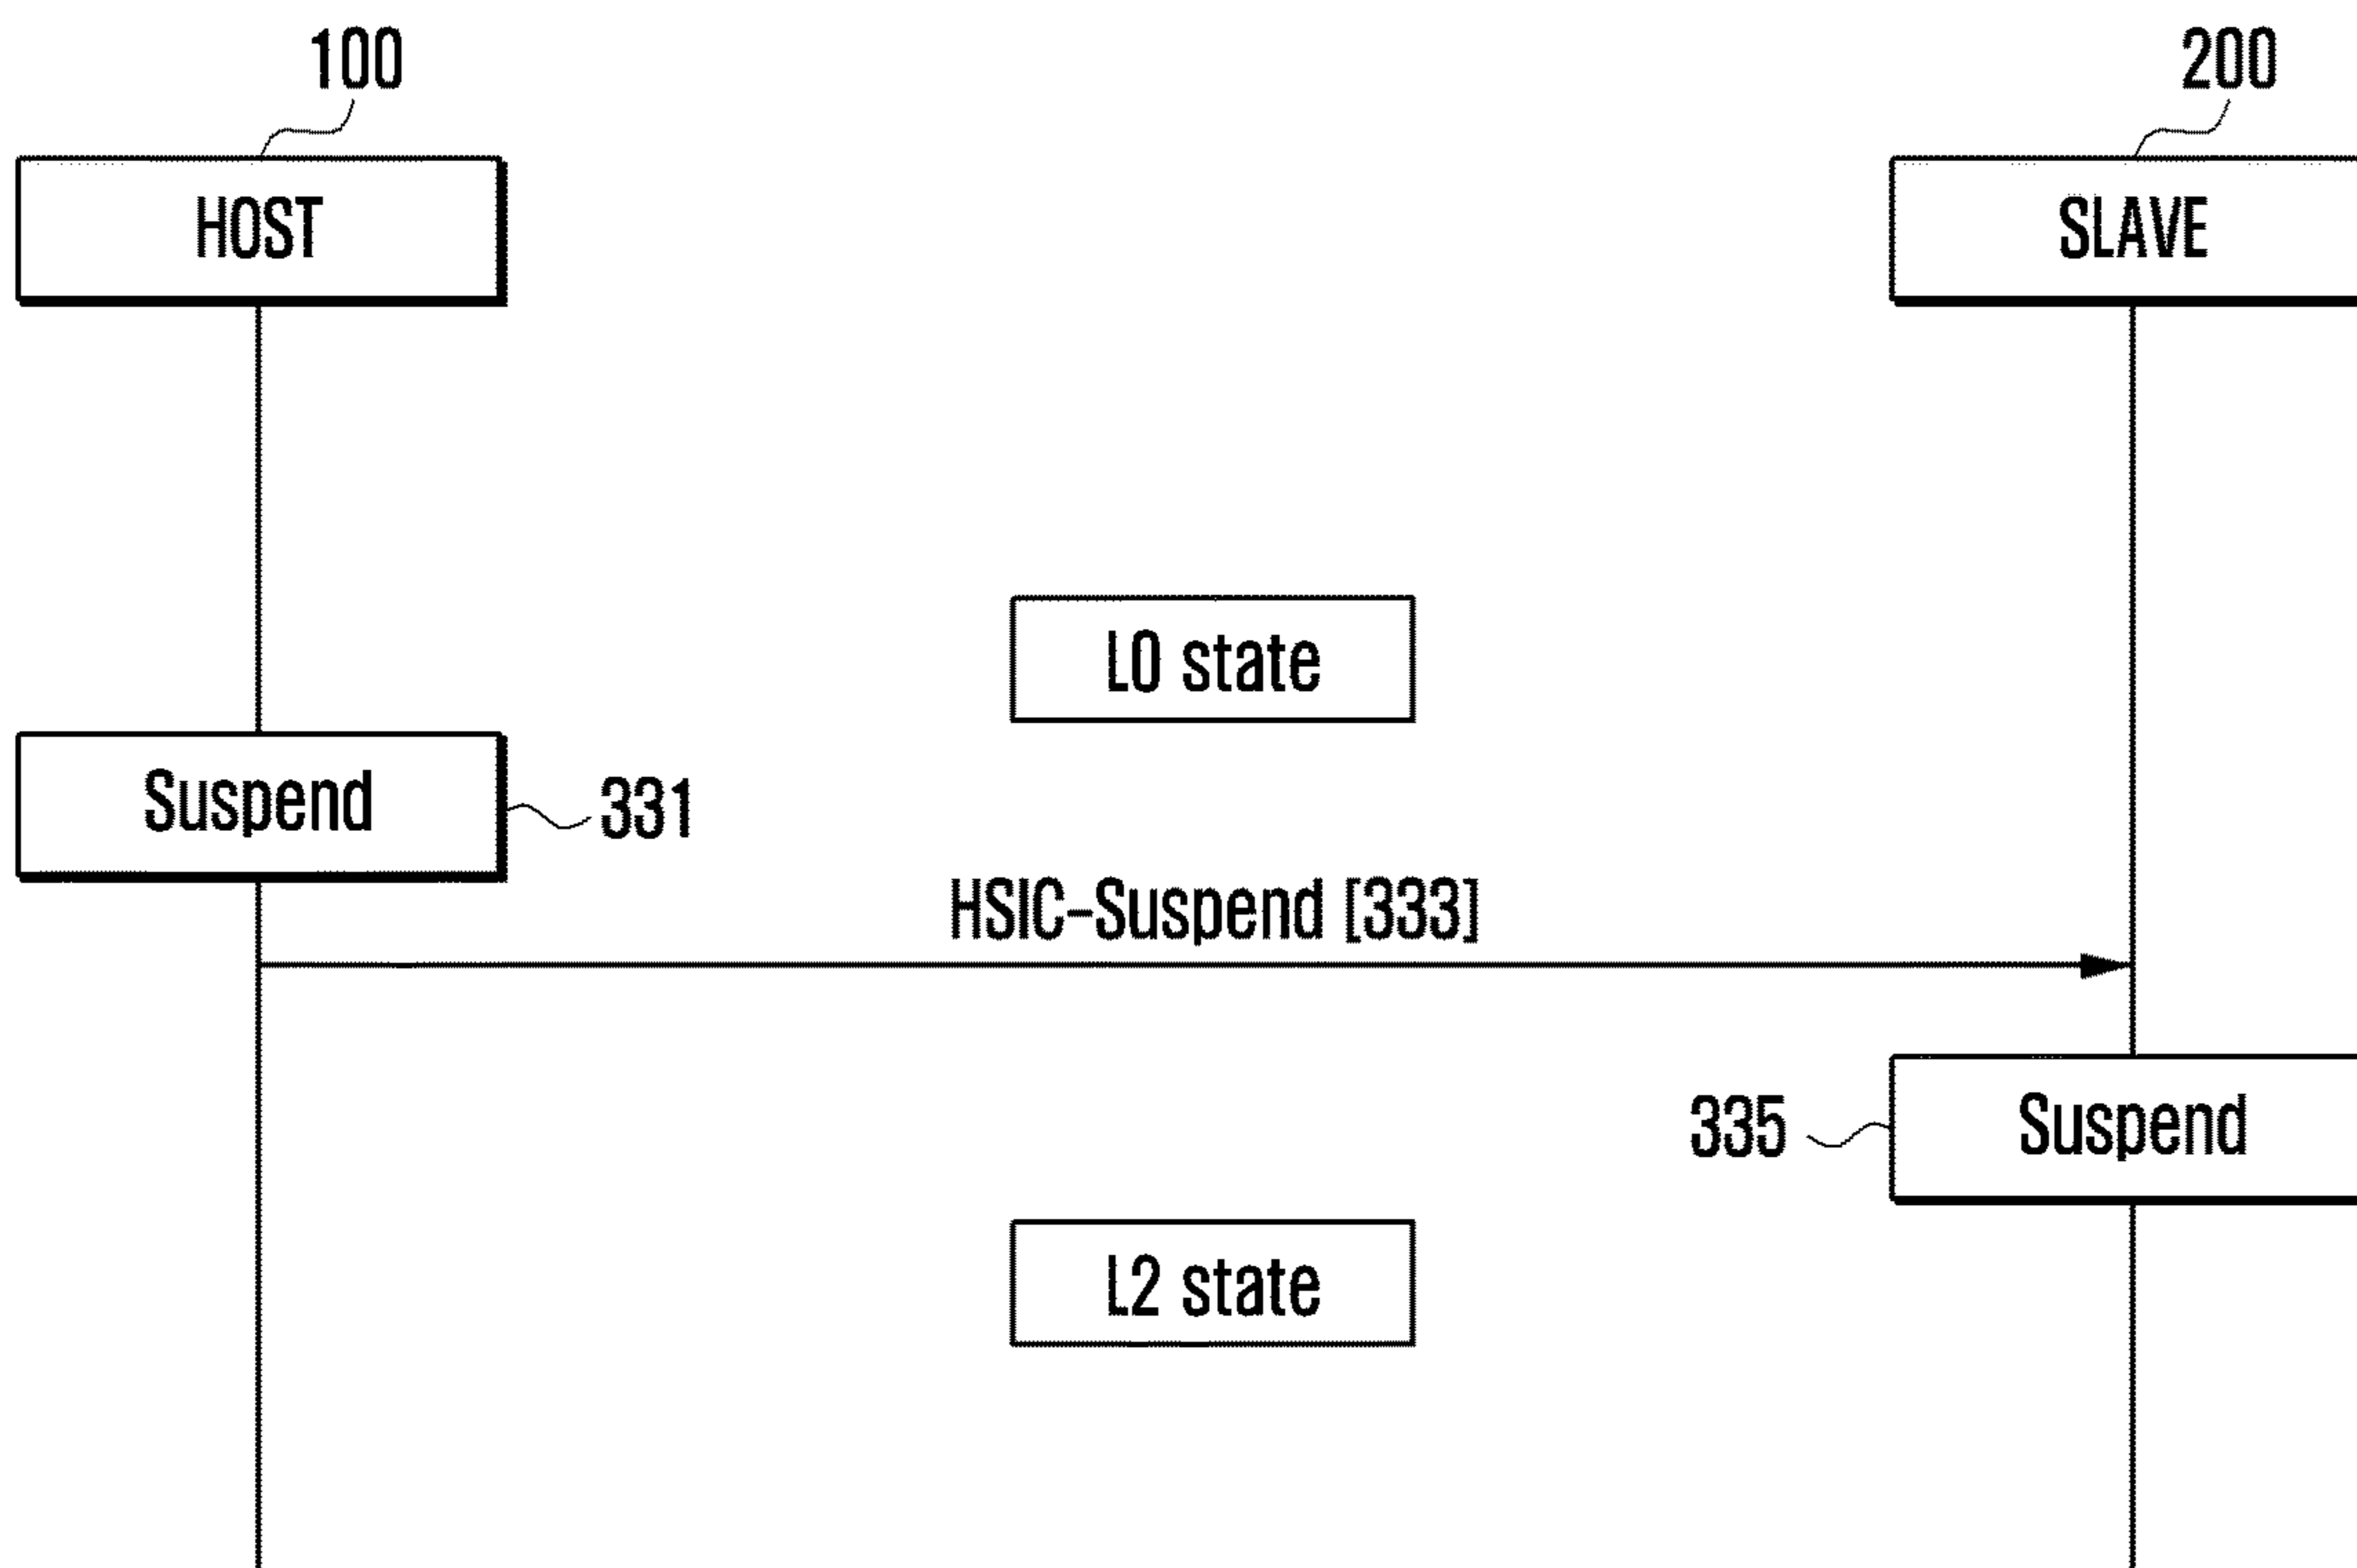 100
200
HOST
SLAVE
L0 state
Suspend
331
HSIC-Suspend [333]
335
Suspend
L2 state